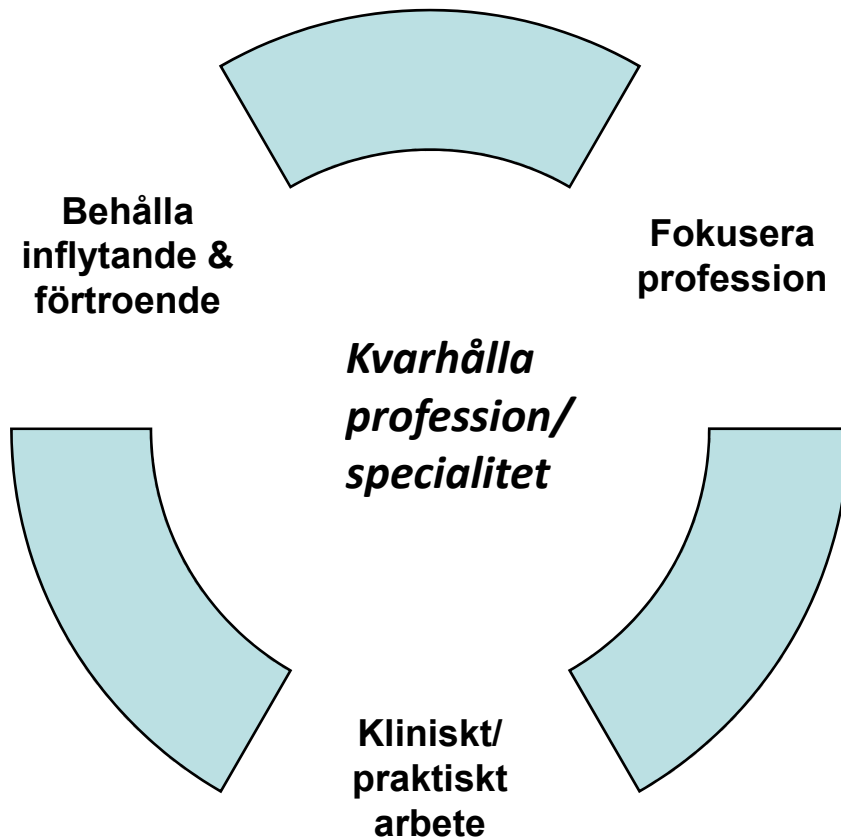 Behålla
inflytande &
förtroende
Fokusera
profession
Kvarhålla
profession/
specialitet
Kliniskt/
praktiskt
arbete